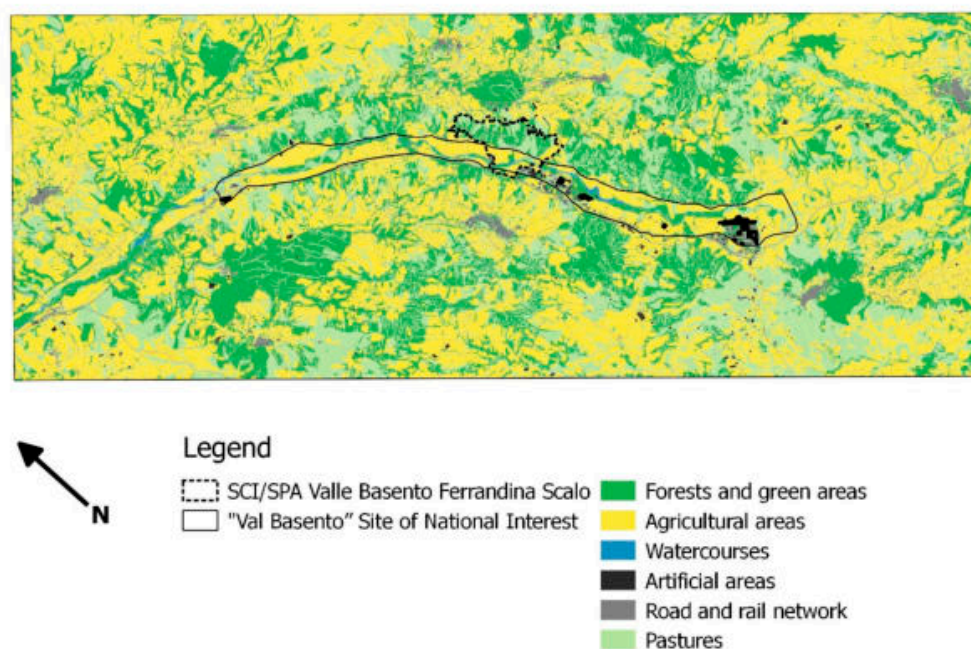 Legend
N
SCI/SPA Valle Basento Ferrandina Scalo
"Val Basento” Site of National Interest
Forests and green areas
Agricultural areas
Watercourses
Artificial areas
Road and rail network
Pastures